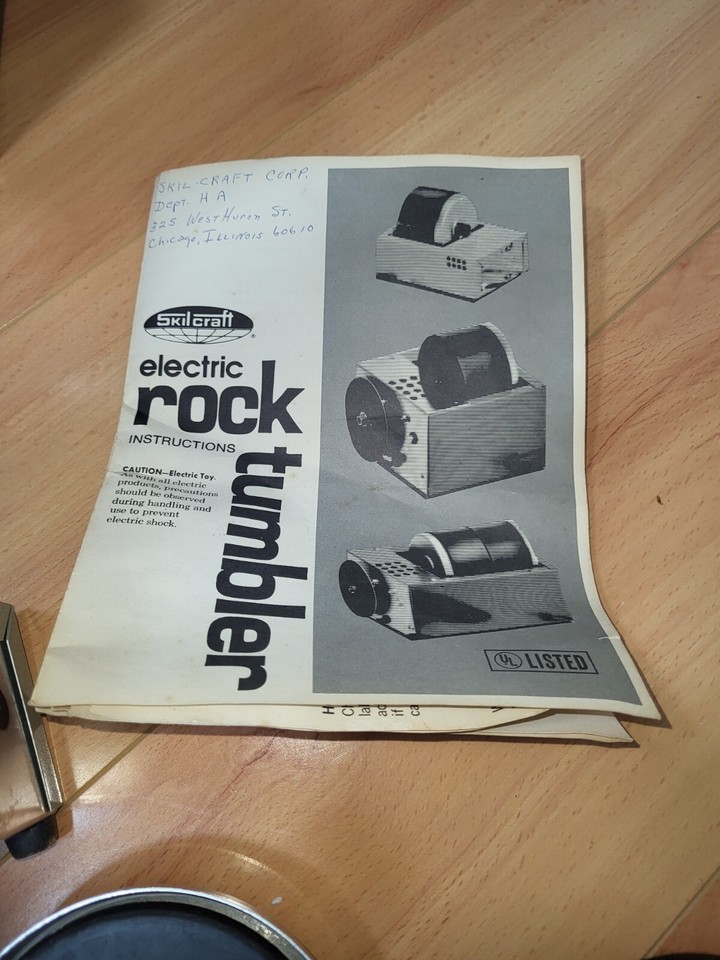 SKIL-CRAFT CORP.
Dept. H A
325 West Huron St.
Chicago, ILLINOIS 60610
Skilcraft
®
electric
rock
tumbler
INSTRUCTIONS
CAUTION—Electric Toy.
As with all electric
products, precautions
should be observed
during handling and
use to prevent
electric shock.
UL LISTED